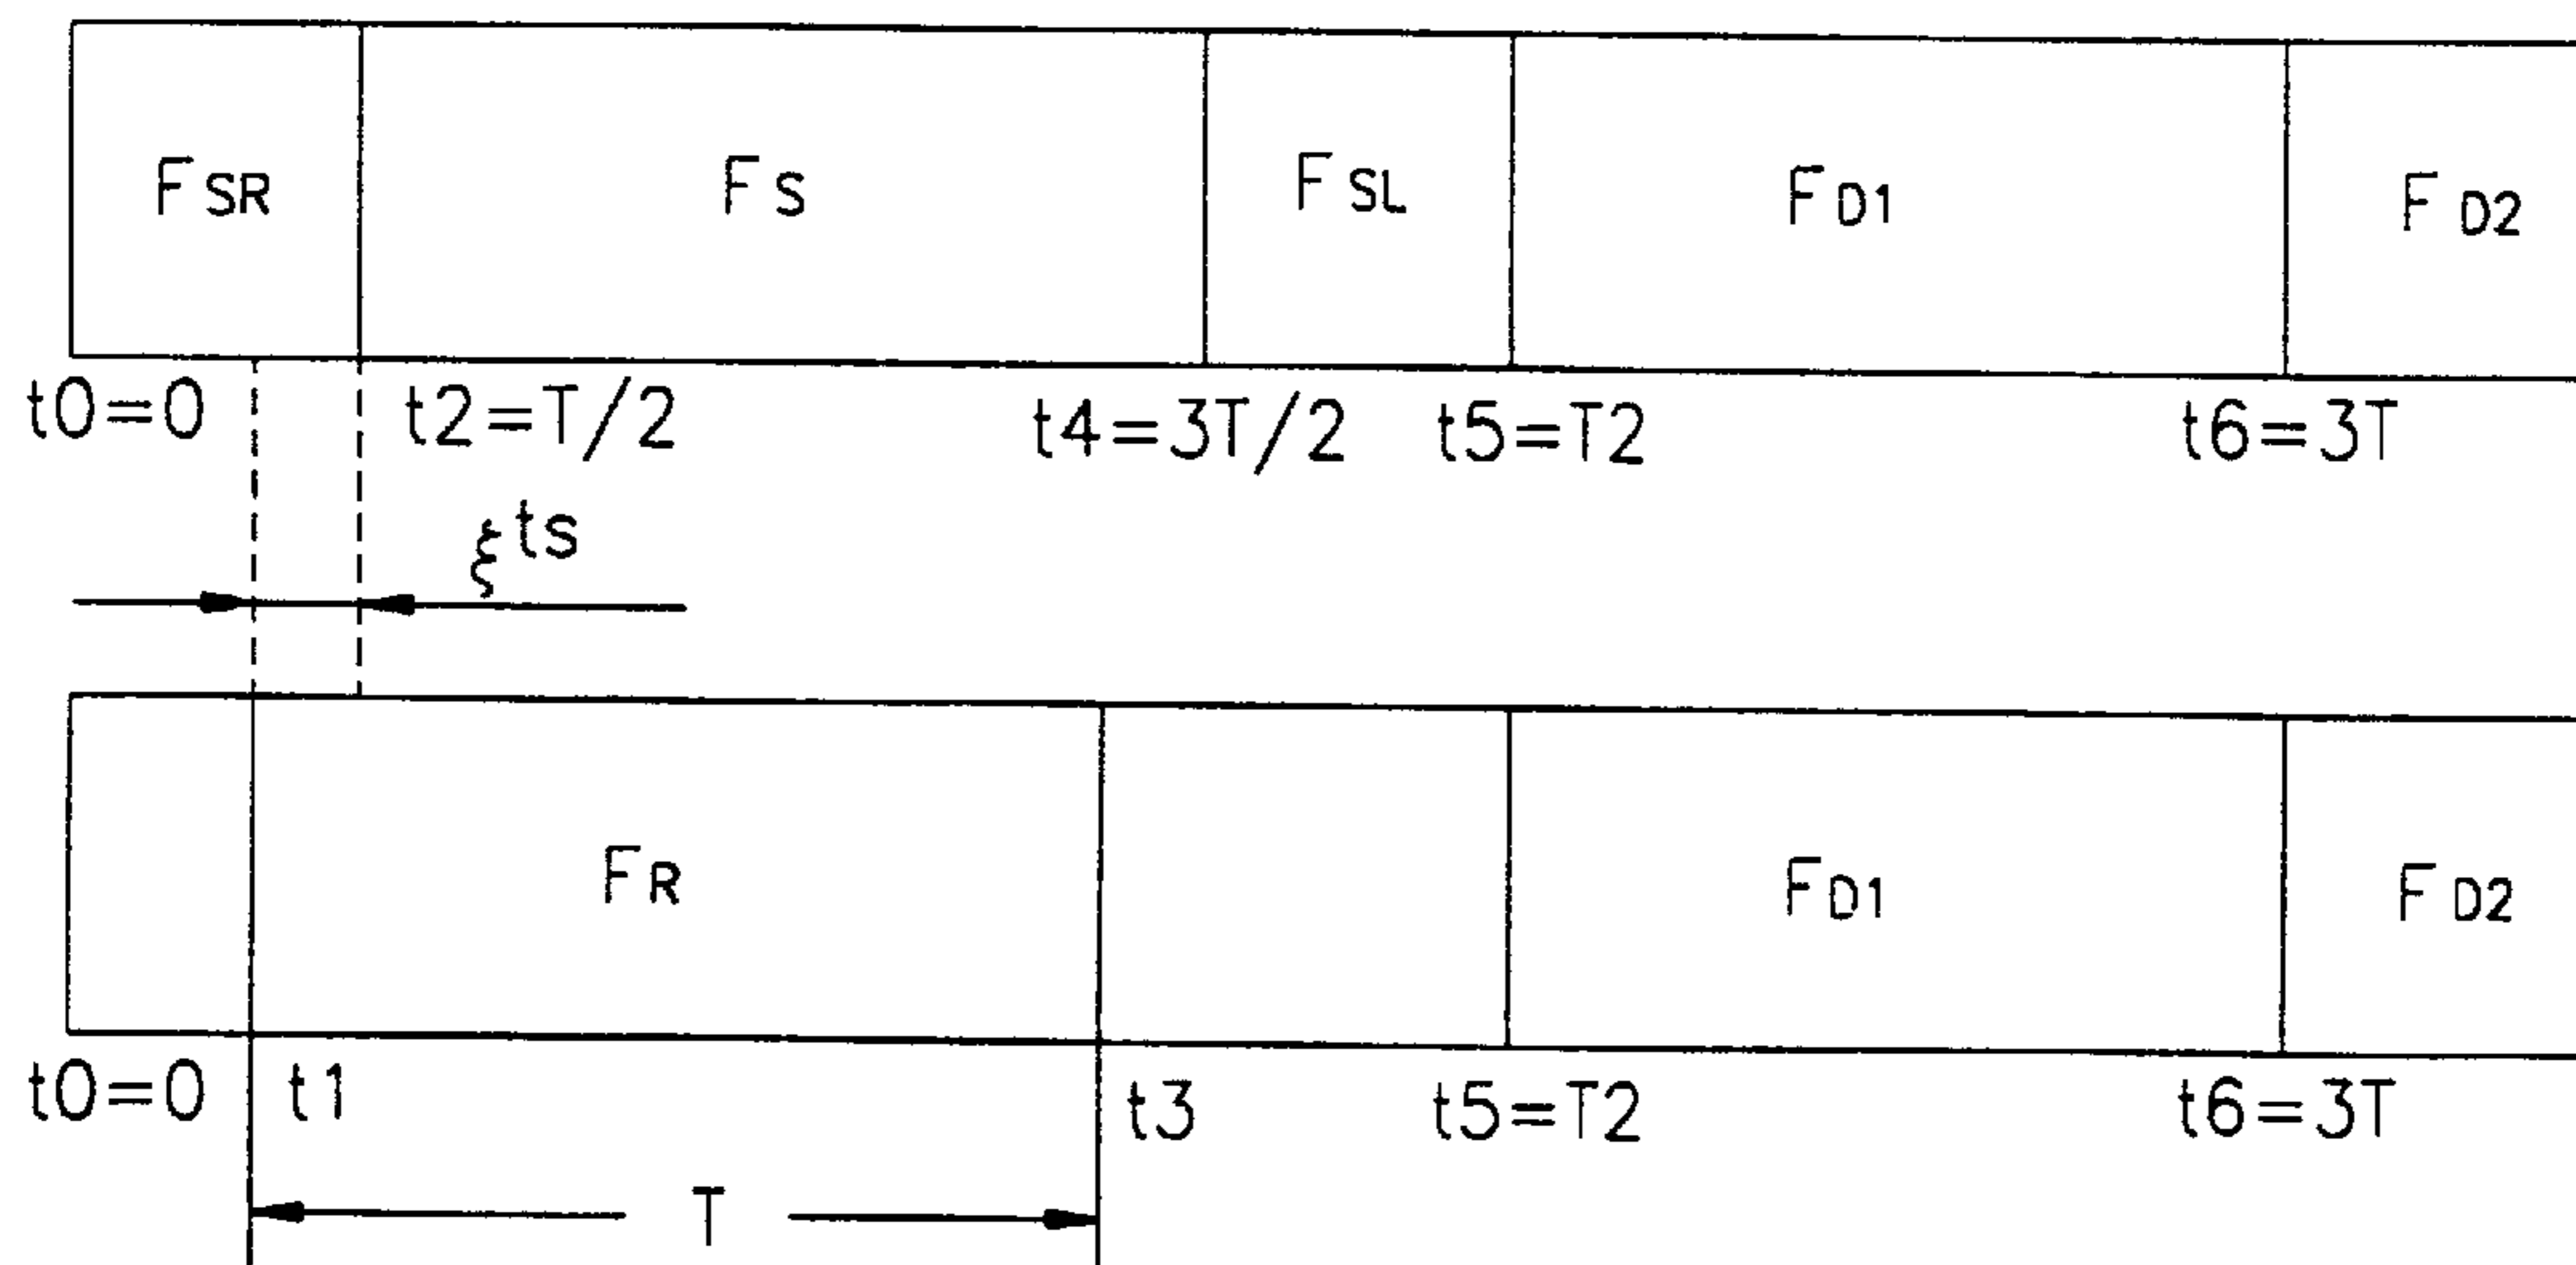 FSR FS FSL FD1 FD2
t0=0 t2=T/2 t4=3T/2 t5=T2 t6=3T
ξts
FR FD1 FD2
t0=0 t1 t3 t5=T2 t6=3T
T